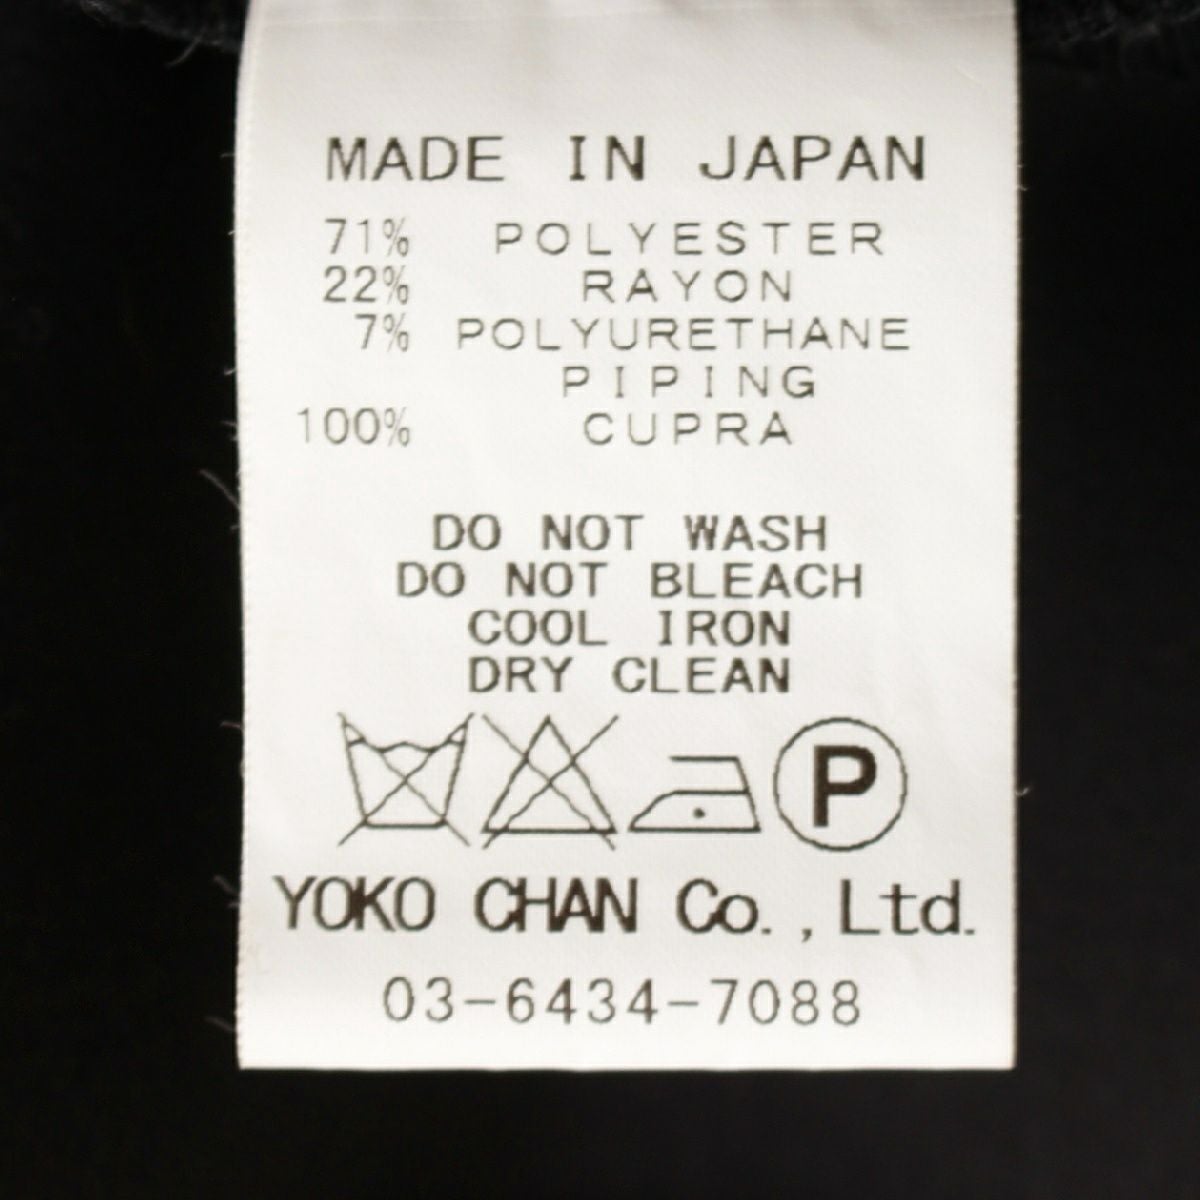 MADE IN JAPAN
71% POLYESTER
22% RAYON
7% POLYURETHANE
PIPING
100% CUPRA
DO NOT WASH
DO NOT BLEACH
COOL IRON
DRY CLEAN
P
YOKO CHAN Co.,Ltd.
03-6434-7088